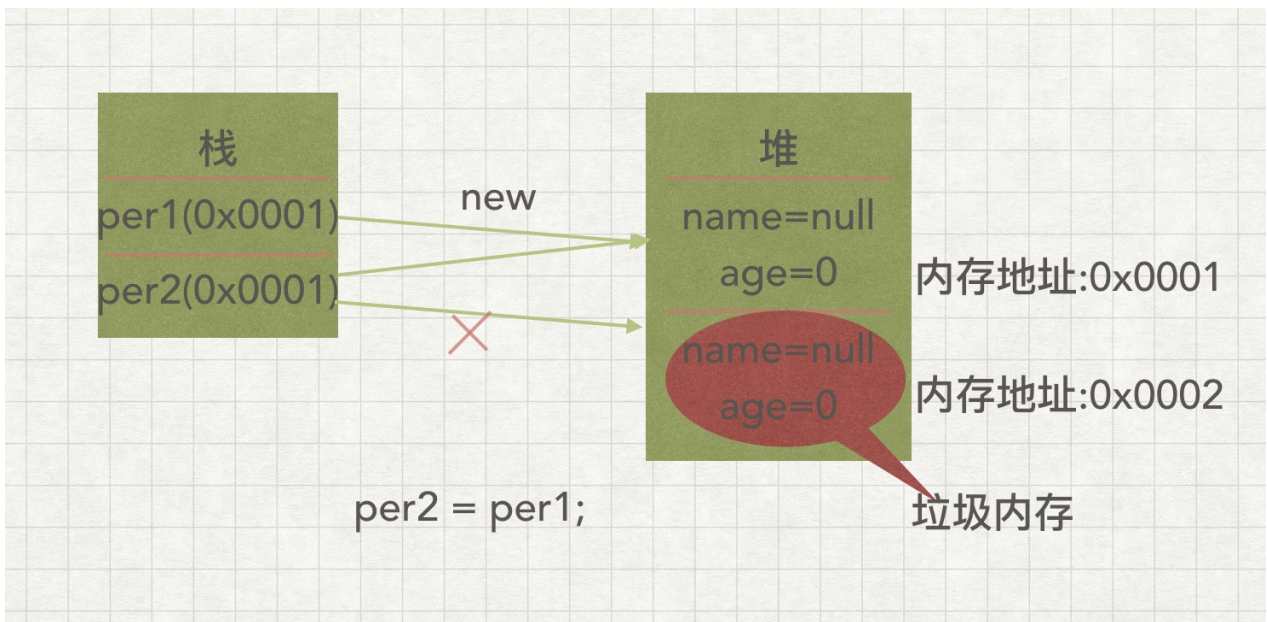 栈
per1(0x0001)
per2(0x0001)
new
堆
name=null
age=0
内存地址:0x0001
name=null
age=0
内存地址:0x0002
垃圾内存
per2 = per1;